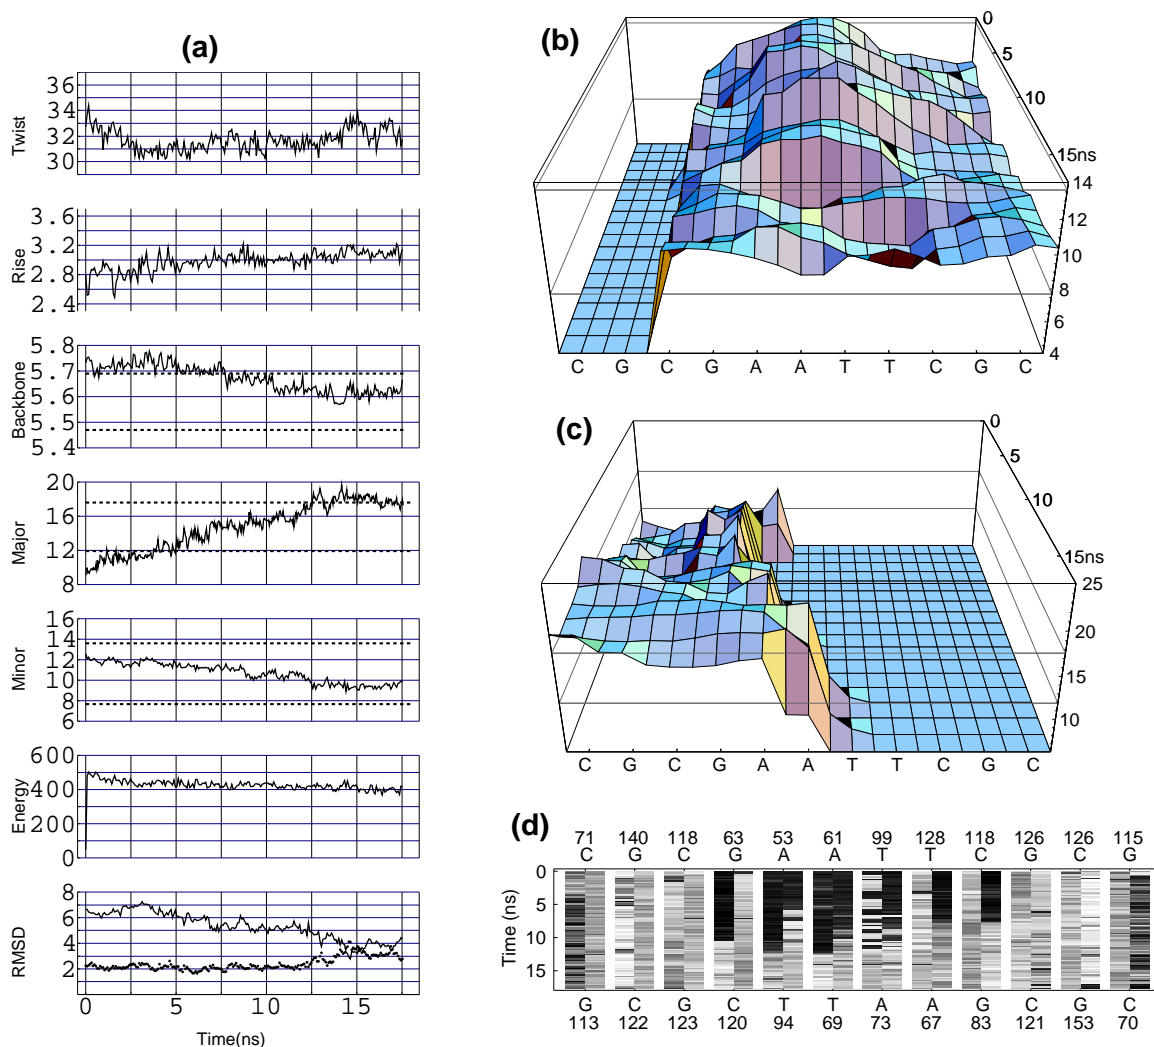 (a)
Twist
36
34
32
30
Rise
3.6
3.2
2.8
2.4
Backbone
5.8
5.7
5.6
5.5
5.4
Major
20
16
12
8
Minor
16
14
12
10
8
6
Energy
600
400
200
0
RMSD
8
6
4
2
0 5 10 15
Time(ns)
(b)
0
5
10
15ns
14
12
10
8
6
4
C G C G A A T T C G C
(c)
0
5
10
15ns
25
20
15
10
C G C G A A T T C G C
(d)
71 140 118 63 53 61 99 128 118 126 126 115
C G C G A A T T C G C G
Time (ns)
0
5
10
15
G C G C T T A A G C G C
113 122 123 120 94 69 73 67 83 121 153 70